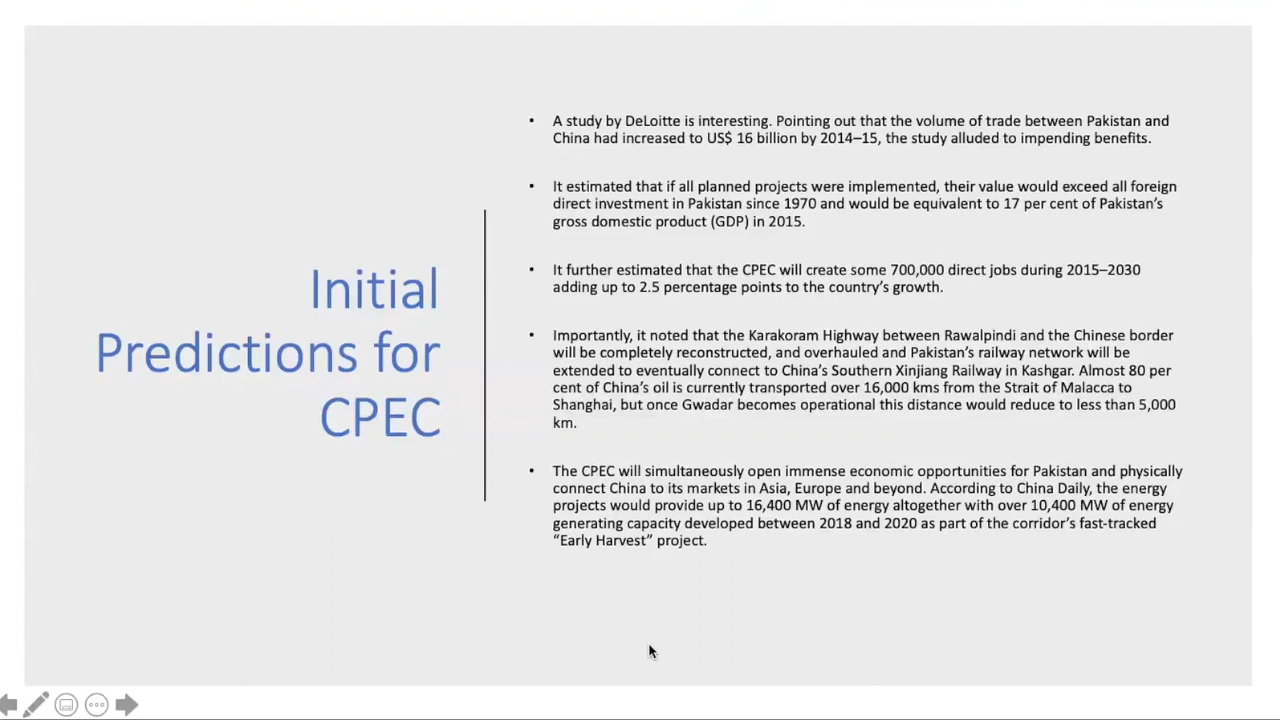 Initial
Predictions for
CPEC
• A study by DeLoitte is interesting. Pointing out that the volume of trade between Pakistan and
China had increased to US$ 16 billion by 2014–15, the study alluded to impending benefits.
• It estimated that if all planned projects were implemented, their value would exceed all foreign
direct investment in Pakistan since 1970 and would be equivalent to 17 per cent of Pakistan’s
gross domestic product (GDP) in 2015.
• It further estimated that the CPEC will create some 700,000 direct jobs during 2015–2030
adding up to 2.5 percentage points to the country’s growth.
• Importantly, it noted that the Karakoram Highway between Rawalpindi and the Chinese border
will be completely reconstructed, and overhauled and Pakistan’s railway network will be
extended to eventually connect to China’s Southern Xinjiang Railway in Kashgar. Almost 80 per
cent of China’s oil is currently transported over 16,000 kms from the Strait of Malacca to
Shanghai, but once Gwadar becomes operational this distance would reduce to less than 5,000
km.
• The CPEC will simultaneously open immense economic opportunities for Pakistan and physically
connect China to its markets in Asia, Europe and beyond. According to China Daily, the energy
projects would provide up to 16,400 MW of energy altogether with over 10,400 MW of energy
generating capacity developed between 2018 and 2020 as part of the corridor’s fast-tracked
“Early Harvest” project.